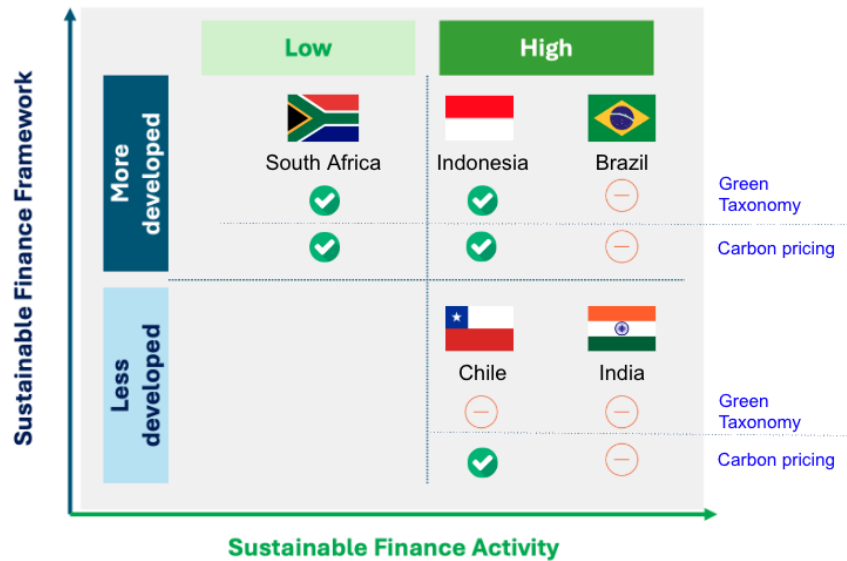 Sustainable Finance Framework
Low
High
More
developed
South Africa
Indonesia
Brazil
Green
Taxonomy
Carbon pricing
Less
developed
Chile
India
Green
Taxonomy
Carbon pricing
Sustainable Finance Activity